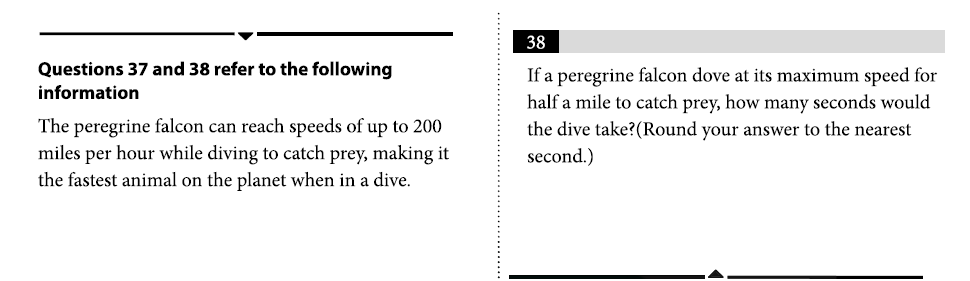 Questions 37 and 38 refer to the following
information
The peregrine falcon can reach speeds of up to 200
miles per hour while diving to catch prey, making it
the fastest animal on the planet when in a dive.
38
If a peregrine falcon dove at its maximum speed for
half a mile to catch prey, how many seconds would
the dive take?(Round your answer to the nearest
second.)